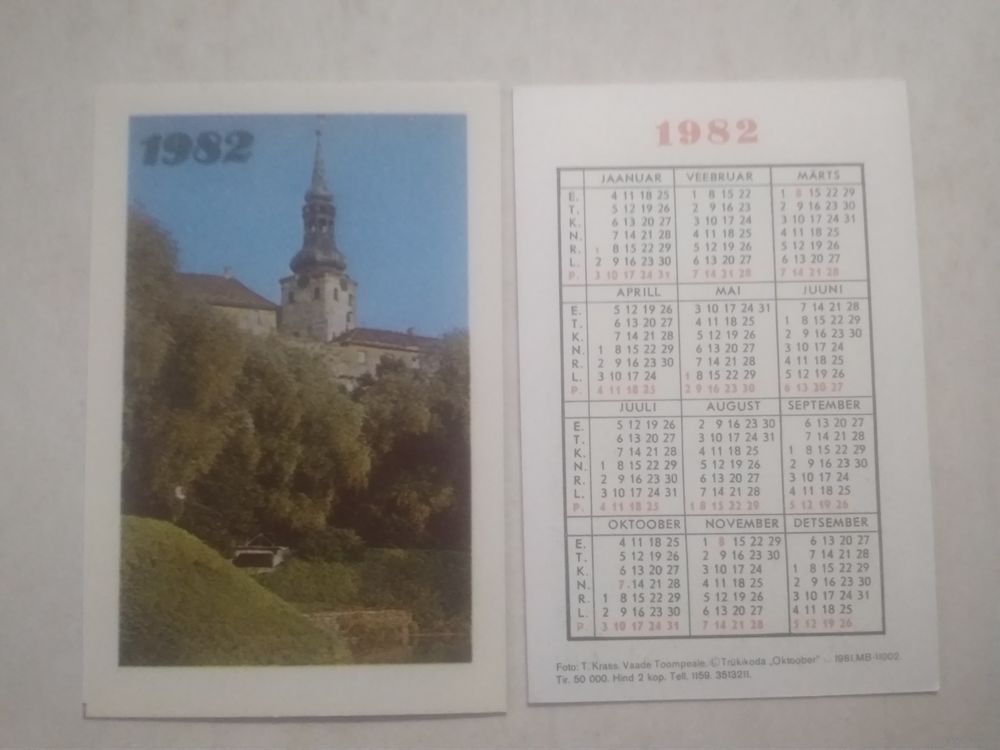 1982
1982
JAANUAR VEEBRUAR MÄRTS
E. 4 11 18 25 1 8 15 22 1 8 15 22 29
T. 5 12 19 26 2 9 16 23 2 9 16 23 30
K. 6 13 20 27 3 10 17 24 3 10 17 24 31
N. 7 14 21 28 4 11 18 25 4 11 18 25
R. 1 8 15 22 29 5 12 19 26 5 12 19 26
L. 2 9 16 23 30 6 13 20 27 6 13 20 27
P. 3 10 17 24 31 7 14 21 28 7 14 21 28
APRILL MAI JUUNI
E. 5 12 19 26 3 10 17 24 31 7 14 21 28
T. 6 13 20 27 4 11 18 25 1 8 15 22 29
K. 7 14 21 28 5 12 19 26 2 9 16 23 30
N. 1 8 15 22 29 6 13 20 27 3 10 17 24
R. 2 9 16 23 30 7 14 21 28 4 11 18 25
L. 3 10 17 24 1 8 15 22 29 5 12 19 26
P. 4 11 18 25 2 9 16 23 30 6 13 20 27
JUULI AUGUST SEPTEMBER
E. 5 12 19 26 2 9 16 23 30 6 13 20 27
T. 6 13 20 27 3 10 17 24 31 7 14 21 28
K. 7 14 21 28 4 11 18 25 1 8 15 22 29
N. 1 8 15 22 29 5 12 19 26 2 9 16 23 30
R. 2 9 16 23 30 6 13 20 27 3 10 17 24
L. 3 10 17 24 31 7 14 21 28 4 11 18 25
P. 4 11 18 25 1 8 15 22 29 5 12 19 26
OKTOOBER NOVEMBER DETSEMBER
E. 4 11 18 25 1 8 15 22 29 6 13 20 27
T. 5 12 19 26 2 9 16 23 30 7 14 21 28
K. 6 13 20 27 3 10 17 24 1 8 15 22 29
N. 7 14 21 28 4 11 18 25 2 9 16 23 30
R. 1 8 15 22 29 5 12 19 26 3 10 17 24 31
L. 2 9 16 23 30 6 13 20 27 4 11 18 25
P. 3 10 17 24 31 7 14 21 28 5 12 19 26
Foto: T. Krass. Vaade Toompeale. © Trükikoda „Oktoober" 1981.MB-11002.
Tir. 50 000. Hind 2 kop. Tell. 1159. 3513211.